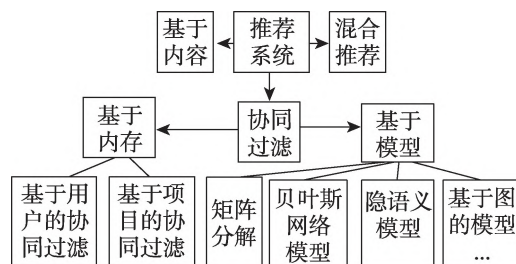 基于
内容
推荐
系统
混合
推荐
基于
内存
协同
过滤
基于
模型
基于用
户的协
同过滤
基于项
目的协
同过滤
矩阵
分解
贝叶斯
网络
模型
隐语义
模型
基于图
的模型
...